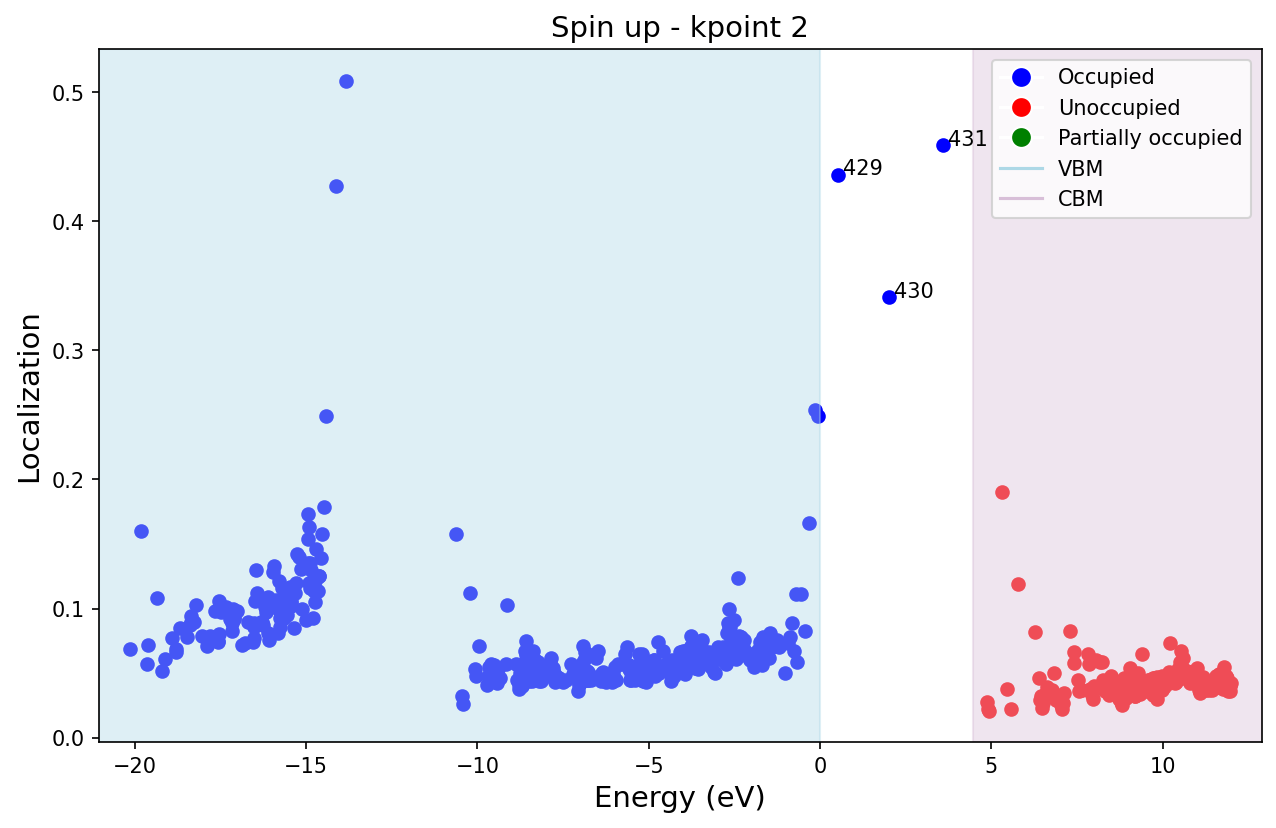 Spin up - kpoint 2
Localization
0.5
0.4
0.3
0.2
0.1
0.0
429
430
431
Occupied
Unoccupied
Partially occupied
VBM
CBM
−20
−15
−10
−5
0
5
10
Energy (eV)